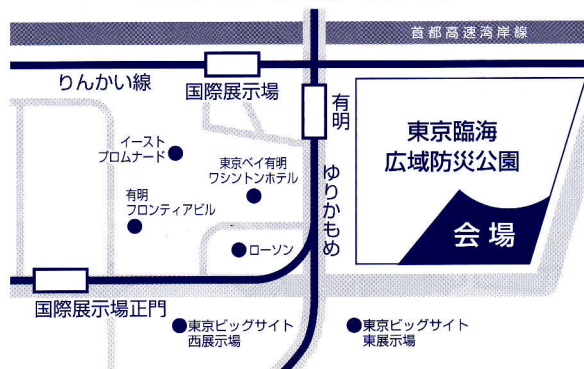 首都高速湾岸線
りんかい線
国際展示場
有明
イースト
プロムナード
東京ベイ有明
ワシントンホテル
有明
フロンティアビル
ゆりかもめ
ローソン
東京臨海
広域防災公園
会場
国際展示場正門
東京ビッグサイト
西展示場
東京ビッグサイト
東展示場